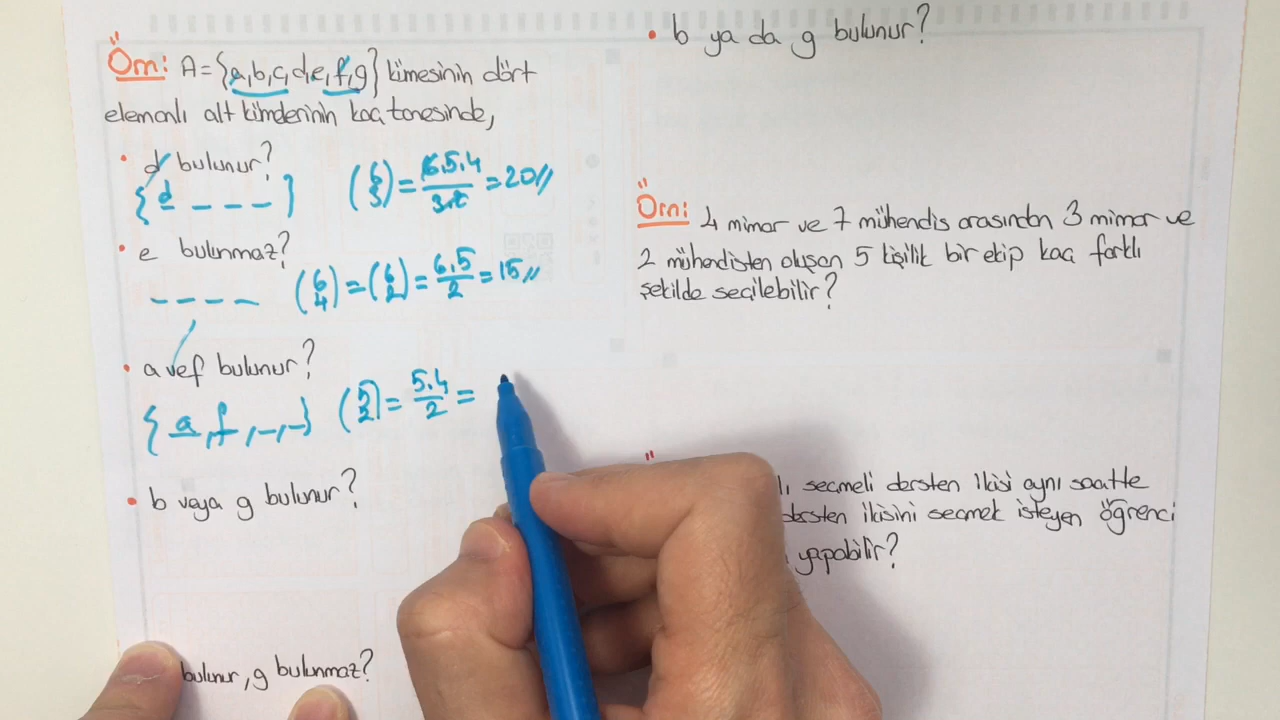 Örn: A={a,b,c,d,e,f,g} kümesinin dört
elemanlı alt kümelerinin kaç tanesinde,
• d bulunur?
{d _ _ _} (6 3) = 6.5.4/3.2 = 20//
• e bulunmaz?
_ _ _ _ (6 4) = (6 2) = 6.5/2 = 15//
• a ve f bulunur?
{a, f, _, _} (5 2) = 5.4/2 =
• b veya g bulunur?
bulunur, g bulunmaz?
• b ya da g bulunur?
Örn: 4 mimar ve 7 mühendis arasından 3 mimar ve
2 mühendisten oluşan 5 kişilik bir ekip kaç farklı
şekilde seçilebilir?
seçmeli dersten ikisi aynı saatte
dersten ikisini seçmek isteyen öğrenci
yapabilir?